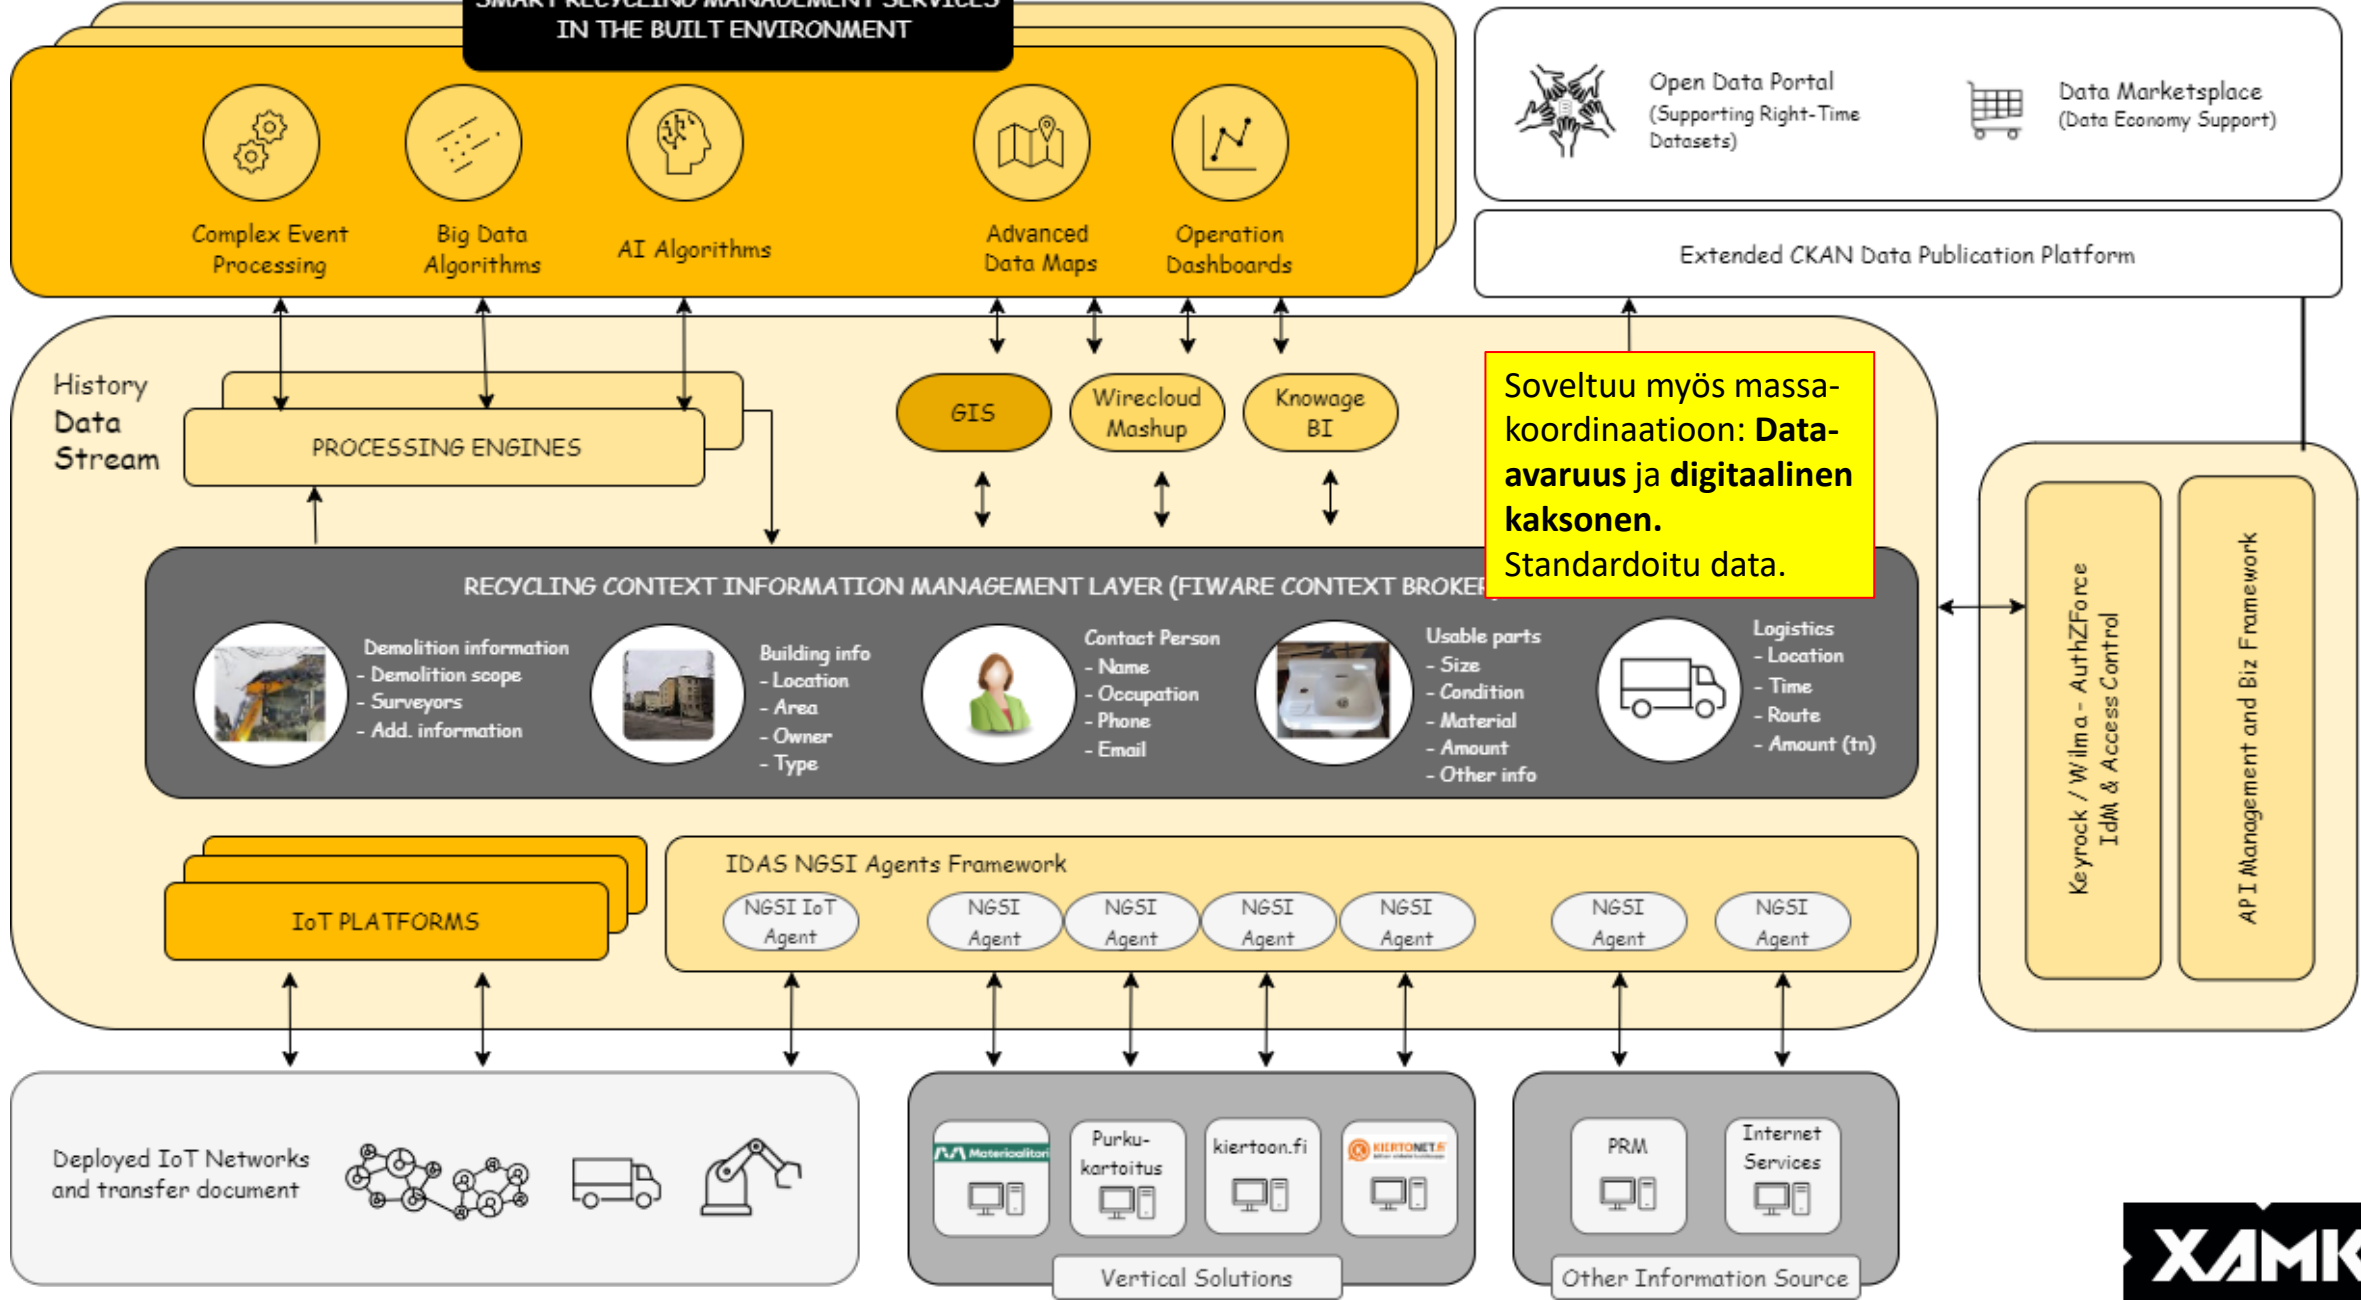 SMART RECYCLING MANAGEMENT SERVICES
IN THE BUILT ENVIRONMENT
Complex Event
Processing
Big Data
Algorithms
AI Algorithms
Advanced
Data Maps
Operation
Dashboards
Open Data Portal
(Supporting Right-Time
Datasets)
Data Marketsplace
(Data Economy Support)
Extended CKAN Data Publication Platform
History
Data
Stream
PROCESSING ENGINES
GIS
Wirecloud
Mashup
Knowage
BI
Soveltuu myös massa-
koordinaatioon: Data-
avaruus ja digitaalinen
kaksonen.
Standardoitu data.
RECYCLING CONTEXT INFORMATION MANAGEMENT LAYER (FIWARE CONTEXT BROKER
Demolition information
- Demolition scope
- Surveyors
- Add. information
Building info
- Location
- Area
- Owner
- Type
Contact Person
- Name
- Occupation
- Phone
- Email
Usable parts
- Size
- Condition
- Material
- Amount
- Other info
Logistics
- Location
- Time
- Route
- Amount (tn)
Keyrock / Wilma - AuthZForce
IdM & Access Control
API Management and Biz Framework
IoT PLATFORMS
IDAS NGSI Agents Framework
NGSI IoT
Agent
NGSI
Agent
NGSI
Agent
NGSI
Agent
NGSI
Agent
NGSI
Agent
NGSI
Agent
Deployed IoT Networks
and transfer document
Materiaalitori
Purku-
kartoitus
kiertoon.fi
KIERTONET.fi
Vertical Solutions
PRM
Internet
Services
Other Information Source
XAMK